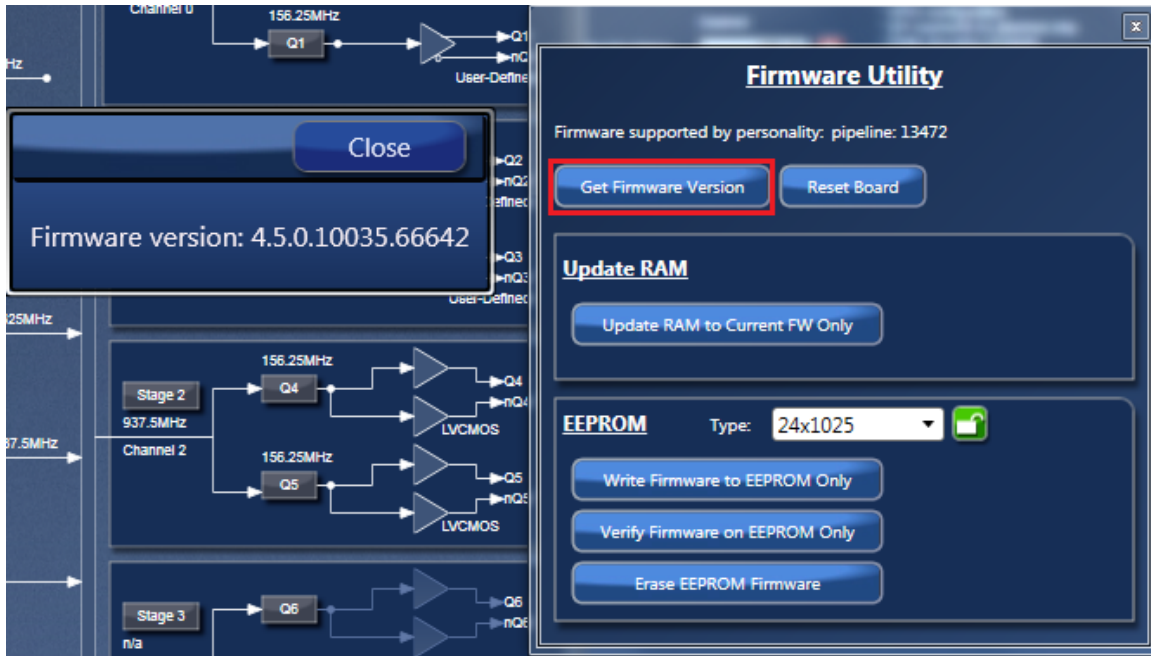 Channel 0
156.25MHz
Q1
Q1
User-Define
Hz
Close
Firmware version: 4.5.0.10035.66642
Q2
nQ2
efined
Q3
nQ3
User-Defined
25MHz
156.25MHz
Q4
Q4
nQ4
LVCMOS
Stage 2
937.5MHz
Channel 2
37.5MHz
156.25MHz
Q5
Q5
nQ5
LVCMOS
Stage 3
n/a
Q6
Q6
nQ6
x
Firmware Utility
Firmware supported by personality: pipeline: 13472
Get Firmware Version
Reset Board
Update RAM
Update RAM to Current FW Only
EEPROM Type: 24x1025
Write Firmware to EEPROM Only
Verify Firmware on EEPROM Only
Erase EEPROM Firmware